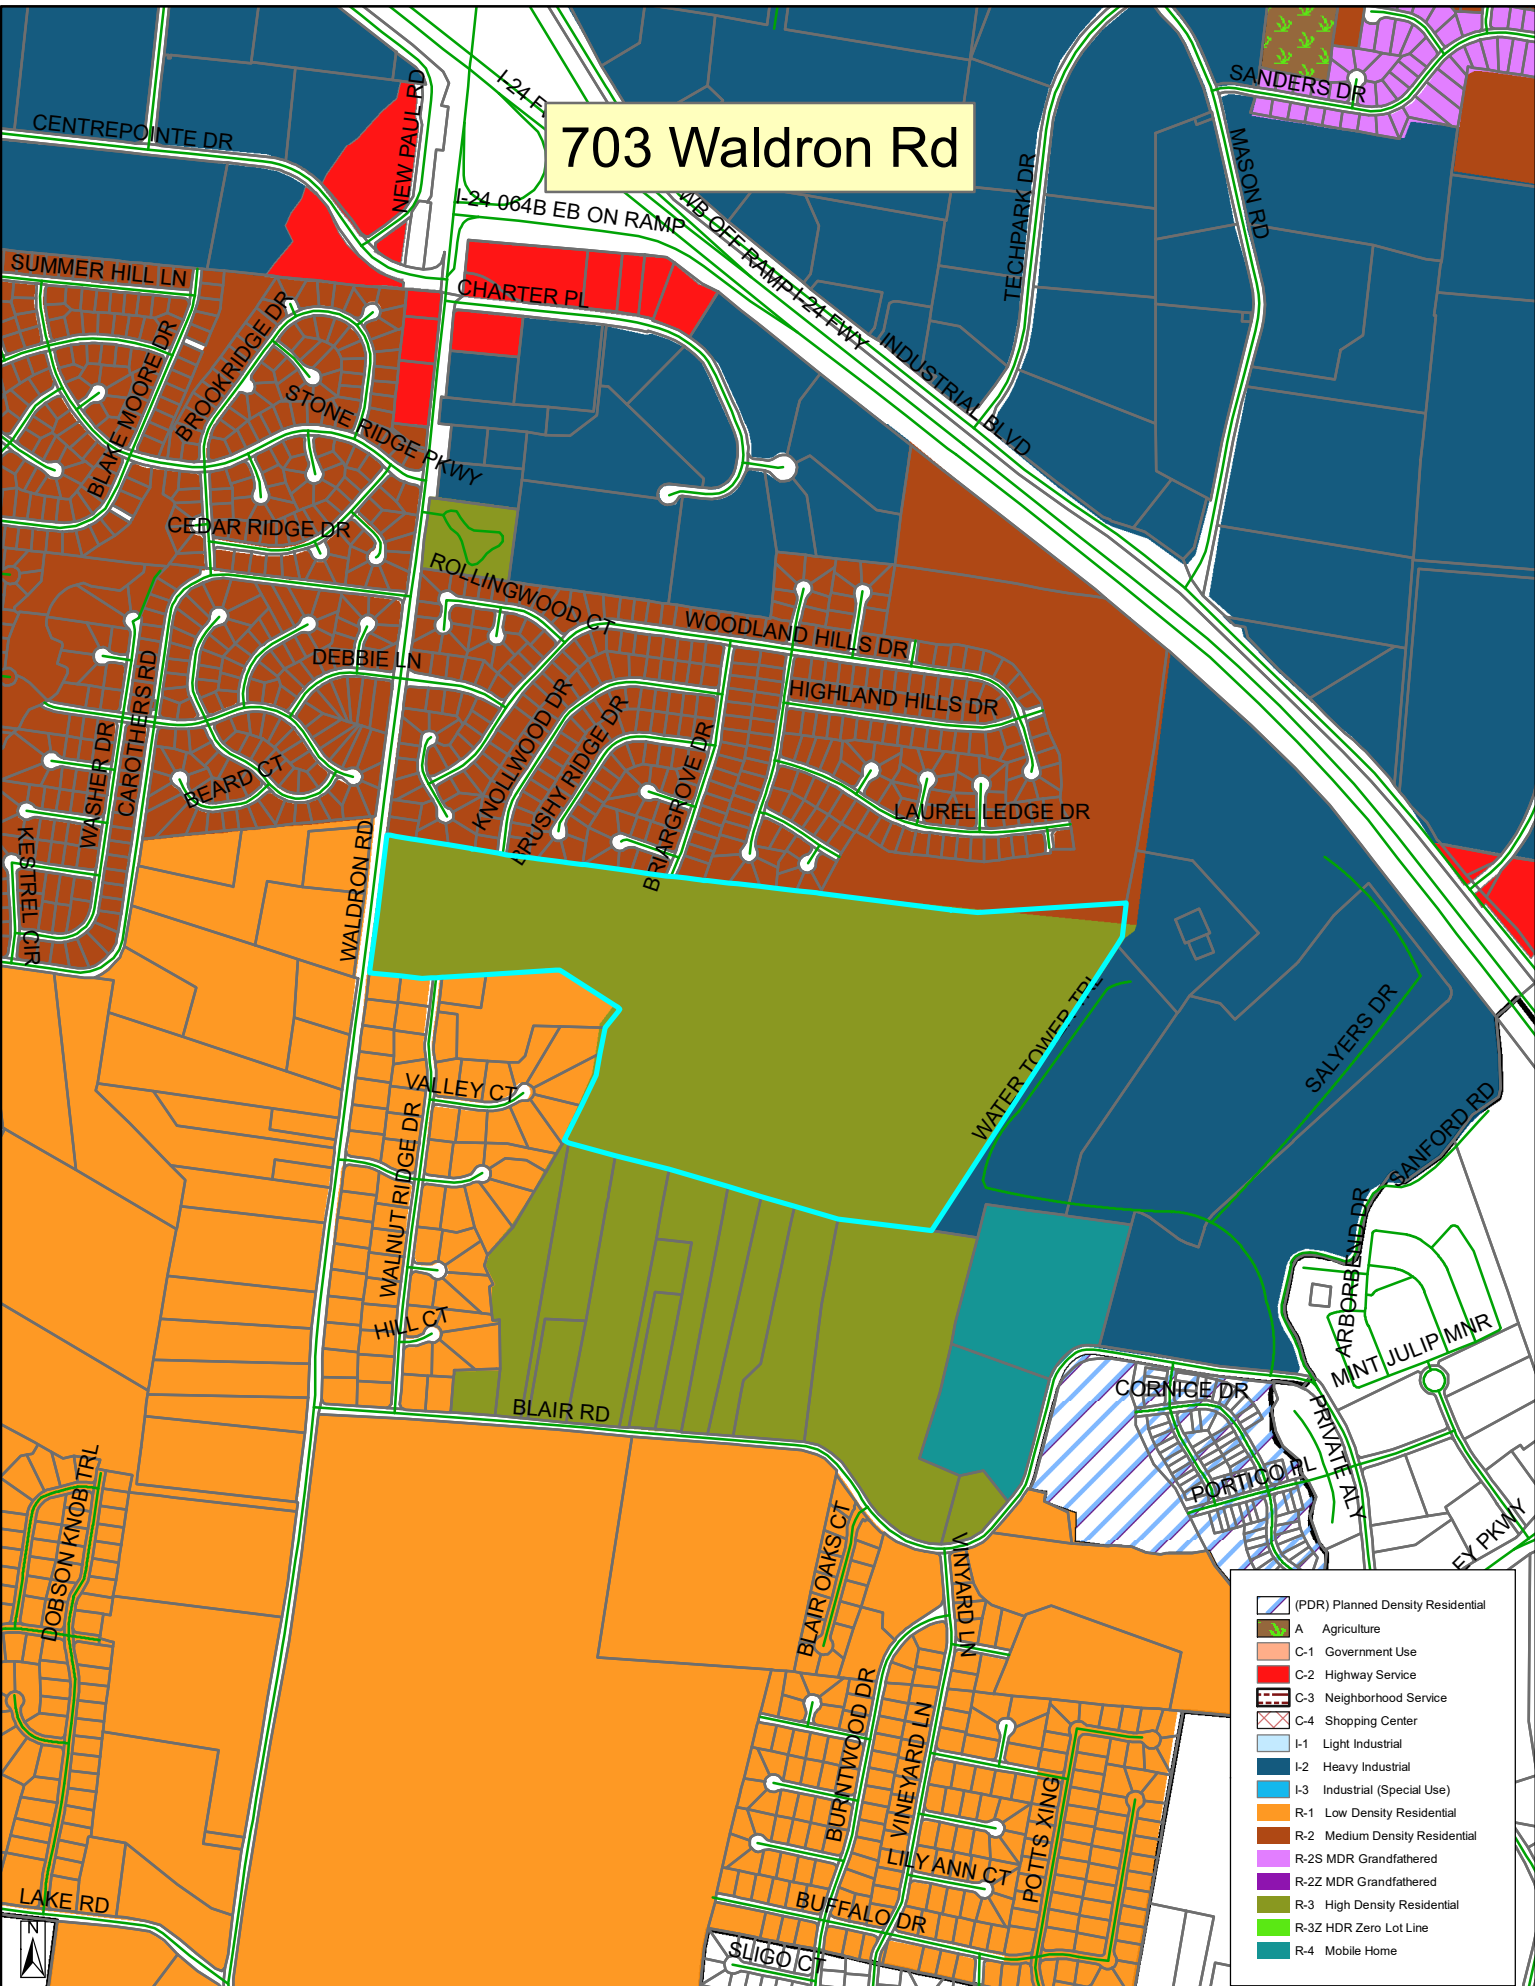 I-24 F
703 Waldron Rd
SANDERS DR
CENTREPOINTE DR
NEW PAUL RD
MASON RD
TECHPARK DR
I-24 064B EB ON RAMP
WB OFF RAMP I-24 FWY
SUMMER HILL LN
CHARTER PL
INDUSTRIAL BLVD
BLAKE MOORE DR
BROOKRIDGE DR
STONE RIDGE PKWY
CEDAR RIDGE DR
ROLLINGWOOD CT
WOODLAND HILLS DR
DEBBIE LN
HIGHLAND HILLS DR
CAROTHERS RD
WASHER DR
BEARD CT
KNOLLWOOD DR
BRUSHY RIDGE DR
BRIARGROVE DR
LAUREL LEDGE DR
KESTREL CIR
WALDRON RD
WATER TOWER TRL
SALYERS DR
VALLEY CT
WALNUT RIDGE DR
SANFORD RD
ARBORBEND DR
HILL CT
MINT JULIP MNR
CORNICE DR
BLAIR RD
PRIVATE ALY
PORTICO PL
DOBSON KNOB TRL
BLAIR OAKS CT
VINYARD LN
EY PKWY
BURNTWOOD DR
VINEYARD LN
POTTS XING
LILY ANN CT
BUFFALO DR
LAKE RD
SLIGO CT
N
(PDR) Planned Density Residential
A Agriculture
C-1 Government Use
C-2 Highway Service
C-3 Neighborhood Service
C-4 Shopping Center
I-1 Light Industrial
I-2 Heavy Industrial
I-3 Industrial (Special Use)
R-1 Low Density Residential
R-2 Medium Density Residential
R-2S MDR Grandfathered
R-2Z MDR Grandfathered
R-3 High Density Residential
R-3Z HDR Zero Lot Line
R-4 Mobile Home